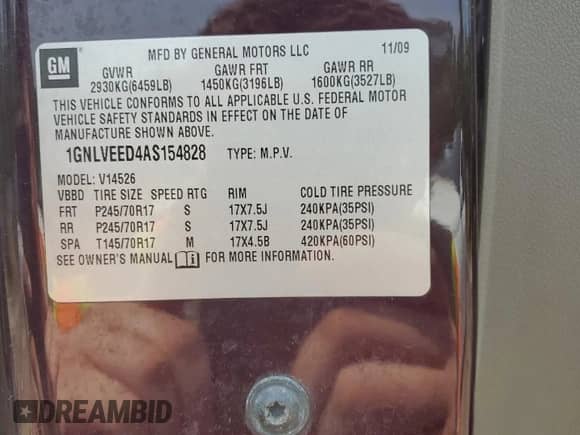 GM
MFD BY GENERAL MOTORS LLC 11/09
GVWR GAWR FRT GAWR RR
2930KG(6459LB) 1450KG(3196LB) 1600KG(3527LB)
THIS VEHICLE CONFORMS TO ALL APPLICABLE U.S. FEDERAL MOTOR
VEHICLE SAFETY STANDARDS IN EFFECT ON THE DATE OF
MANUFACTURE SHOWN ABOVE.
1GNLVEED4AS154828 TYPE: M.P.V.
MODEL: V14526
VBBD TIRE SIZE SPEED RTG RIM COLD TIRE PRESSURE
FRT P245/70R17 S 17X7.5J 240KPA(35PSI)
RR P245/70R17 S 17X7.5J 240KPA(35PSI)
SPA T145/70R17 M 17X4.5B 420KPA(60PSI)
SEE OWNER'S MANUAL i FOR MORE INFORMATION.
DREAMBID